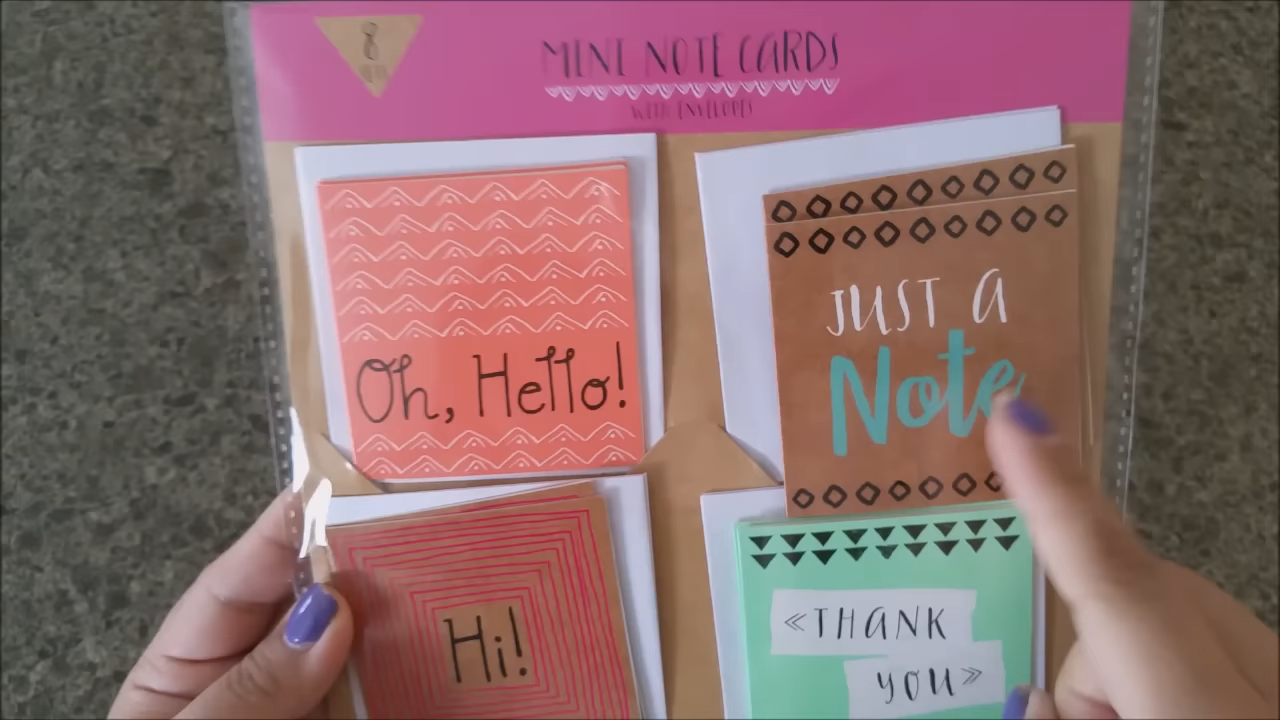 8
MINI NOTE CARDS
WITH ENVELOPES
Oh, Hello!
JUST A
Note
Hi!
«THANK
YOU»